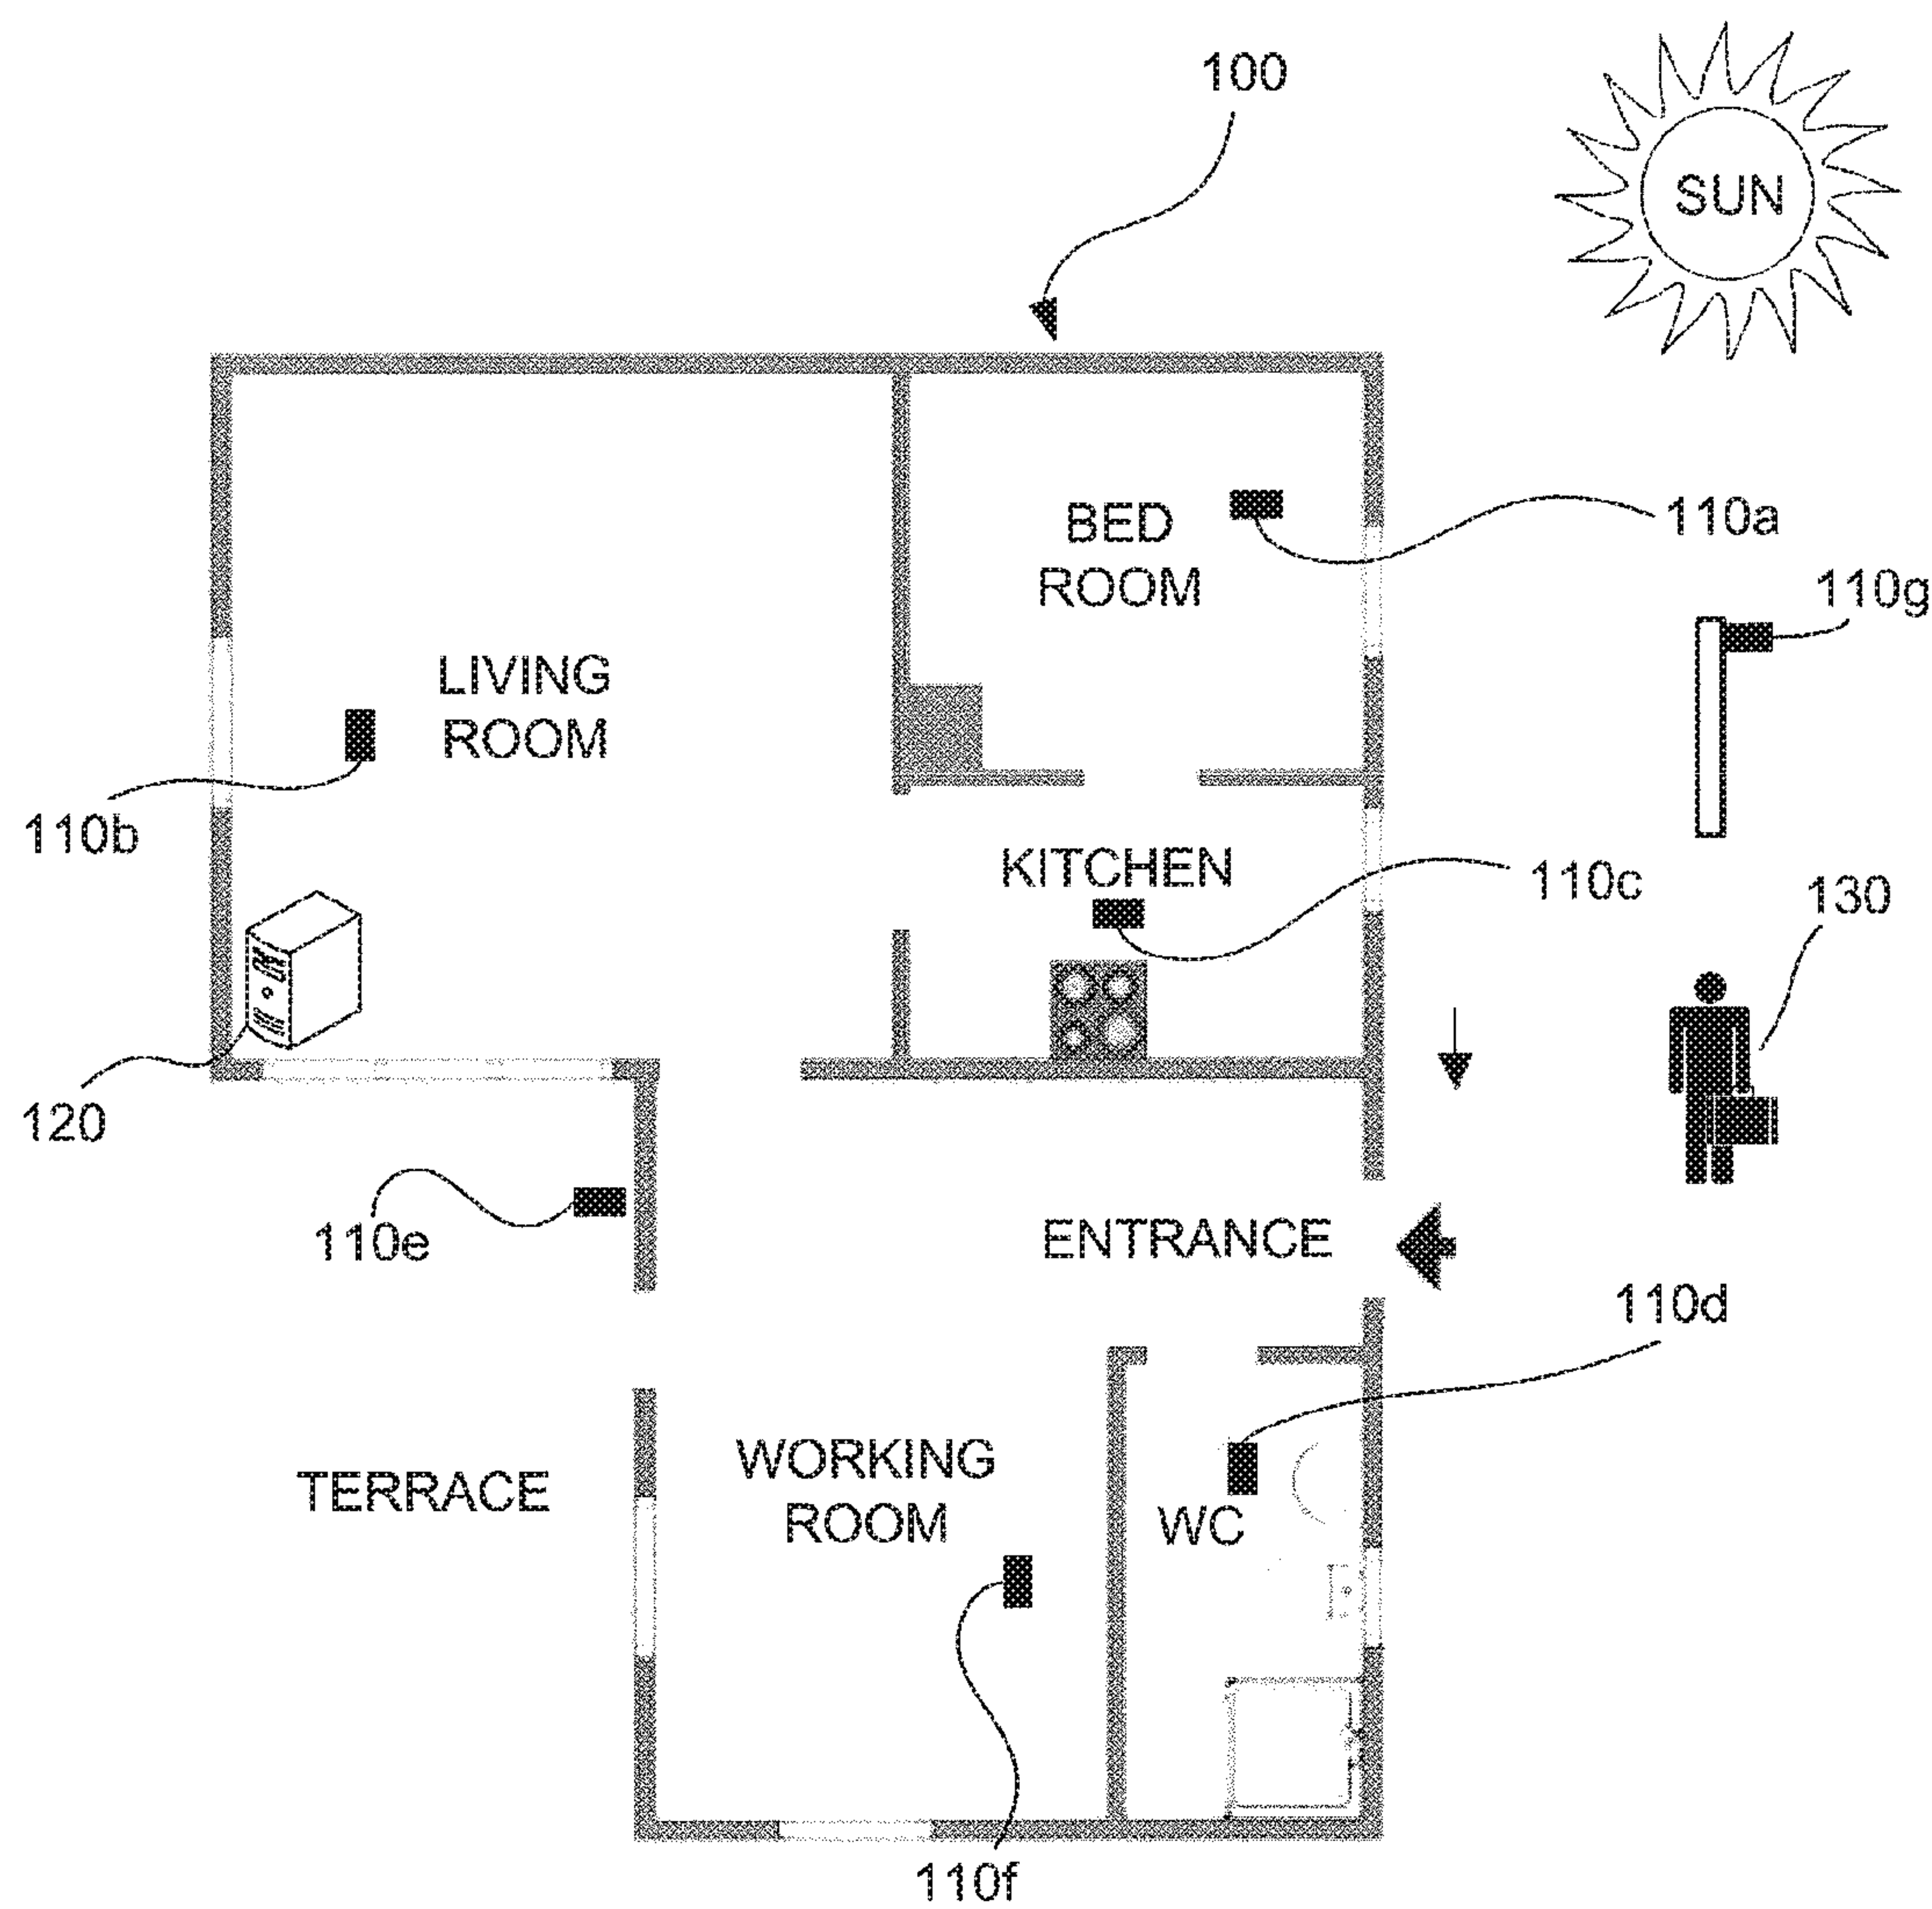 100
SUN
BED
ROOM
110a
110g
LIVING
ROOM
110b
KITCHEN
110c
130
120
110e
ENTRANCE
110d
TERRACE
WORKING
ROOM
WC
110f